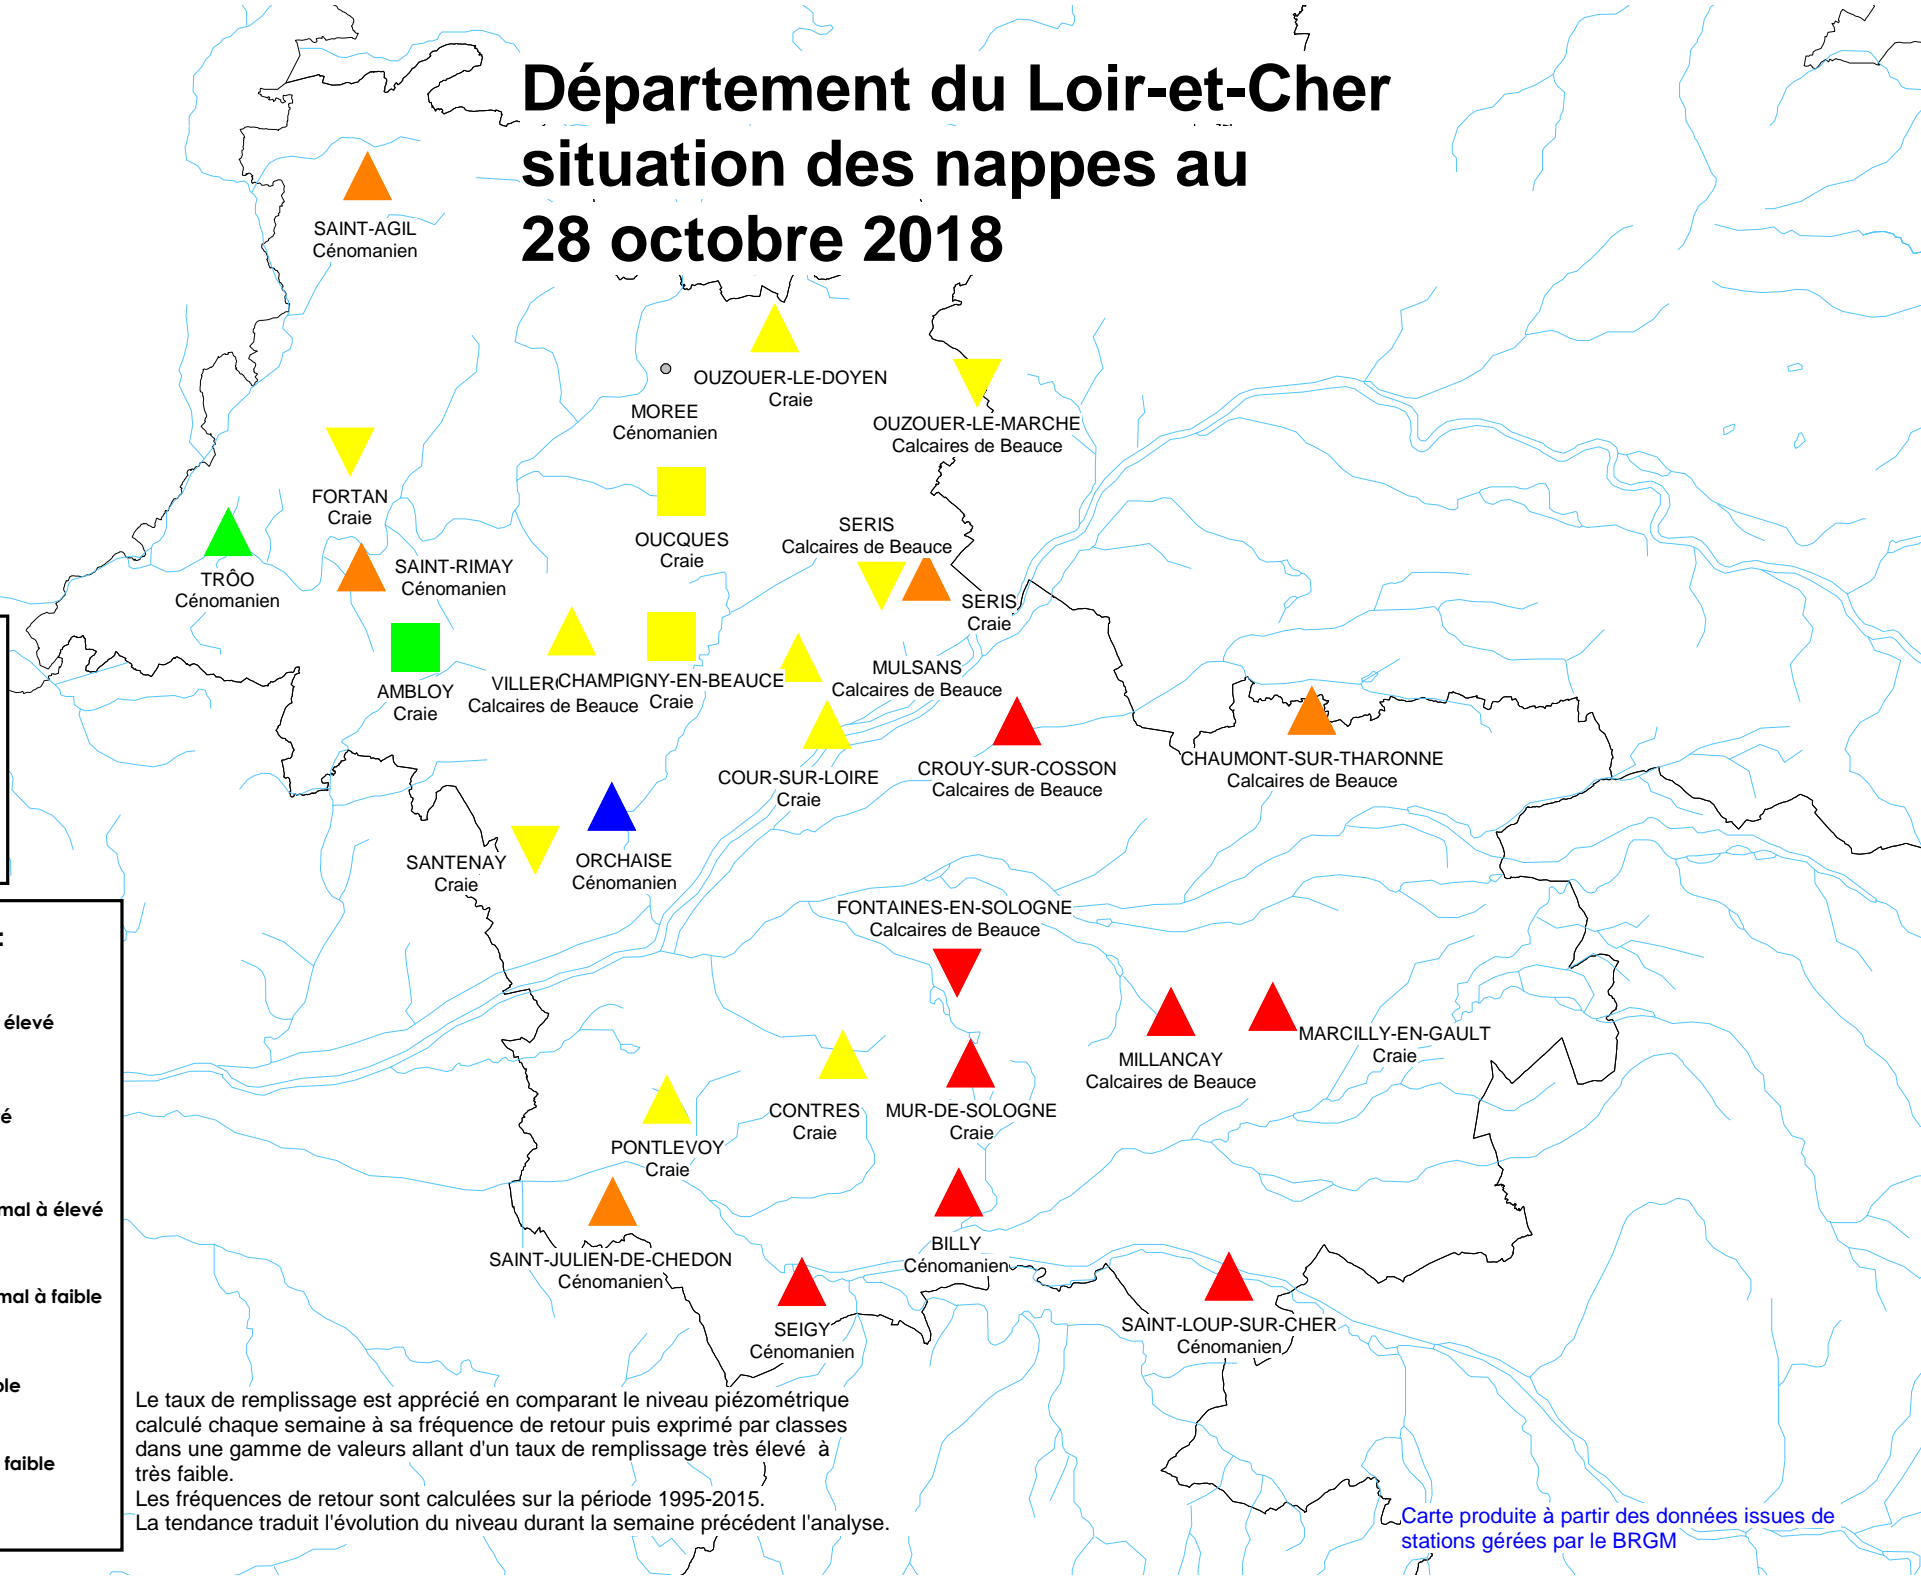 Département du Loir-et-Cher
situation des nappes au
28 octobre 2018
SAINT-AGIL
Cénomanien
OUZOUER-LE-DOYEN
Craie
MOREE
Cénomanien
OUZOUER-LE-MARCHE
Calcaires de Beauce
FORTAN
Craie
OUCQUES
Craie
SERIS
Calcaires de Beauce
TRÔO
Cénomanien
SAINT-RIMAY
Cénomanien
SERIS
Craie
AMBLOY
Craie
Calcaires de Beauce
CHAMPIGNY-EN-BEAUCE
Craie
MULSANS
Calcaires de Beauce
COUR-SUR-LOIRE
Craie
CROUY-SUR-COSSON
Calcaires de Beauce
CHAUMONT-SUR-THARONNE
Calcaires de Beauce
SANTENAY
Craie
ORCHAISE
Cénomanien
FONTAINES-EN-SOLOGNE
Calcaires de Beauce
MILLANCAY
Calcaires de Beauce
MARCILLY-EN-GAULT
Craie
CONTRES
Craie
MUR-DE-SOLOGNE
Craie
PONTLEVOY
Craie
SAINT-JULIEN-DE-CHEDON
Cénomanien
BILLY
Cénomanien
SEIGY
Cénomanien
SAINT-LOUP-SUR-CHER
Cénomanien
:
élevé
à élevé
à faible
faible
Le taux de remplissage est apprécié en comparant le niveau piézométrique
calculé chaque semaine à sa fréquence de retour puis exprimé par classes
dans une gamme de valeurs allant d'un taux de remplissage très élevé à
très faible.
Les fréquences de retour sont calculées sur la période 1995-2015.
La tendance traduit l'évolution du niveau durant la semaine précédent l'analyse.
Carte produite à partir des données issues de
stations gérées par le BRGM